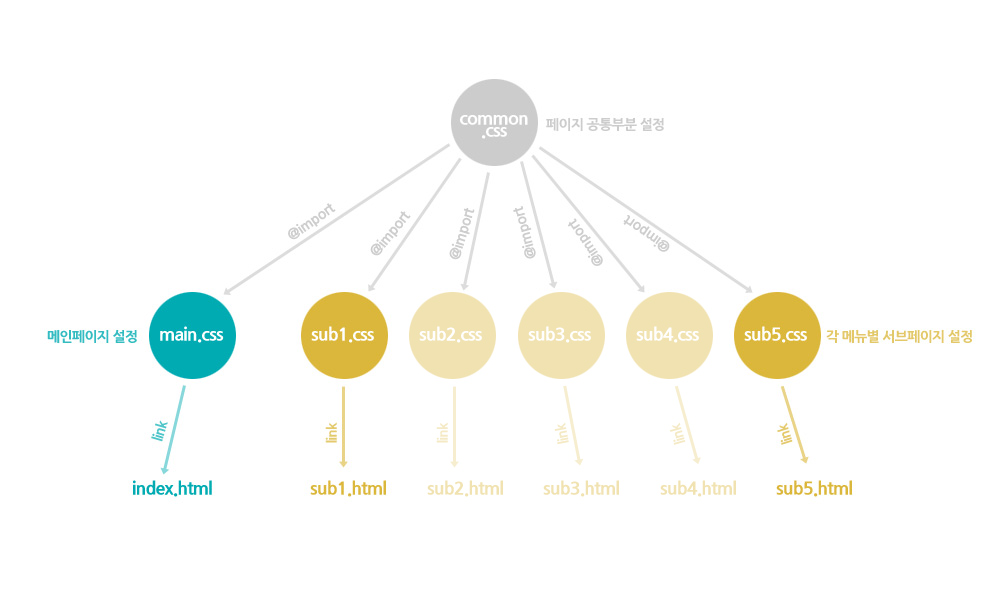 common
.css
페이지 공통부분 설정
@import
@import
@import
@import
@import
@import
메인페이지 설정
main.css
sub1.css
sub2.css
sub3.css
sub4.css
sub5.css
각 메뉴별 서브페이지 설정
link
link
link
link
link
link
index.html
sub1.html
sub2.html
sub3.html
sub4.html
sub5.html